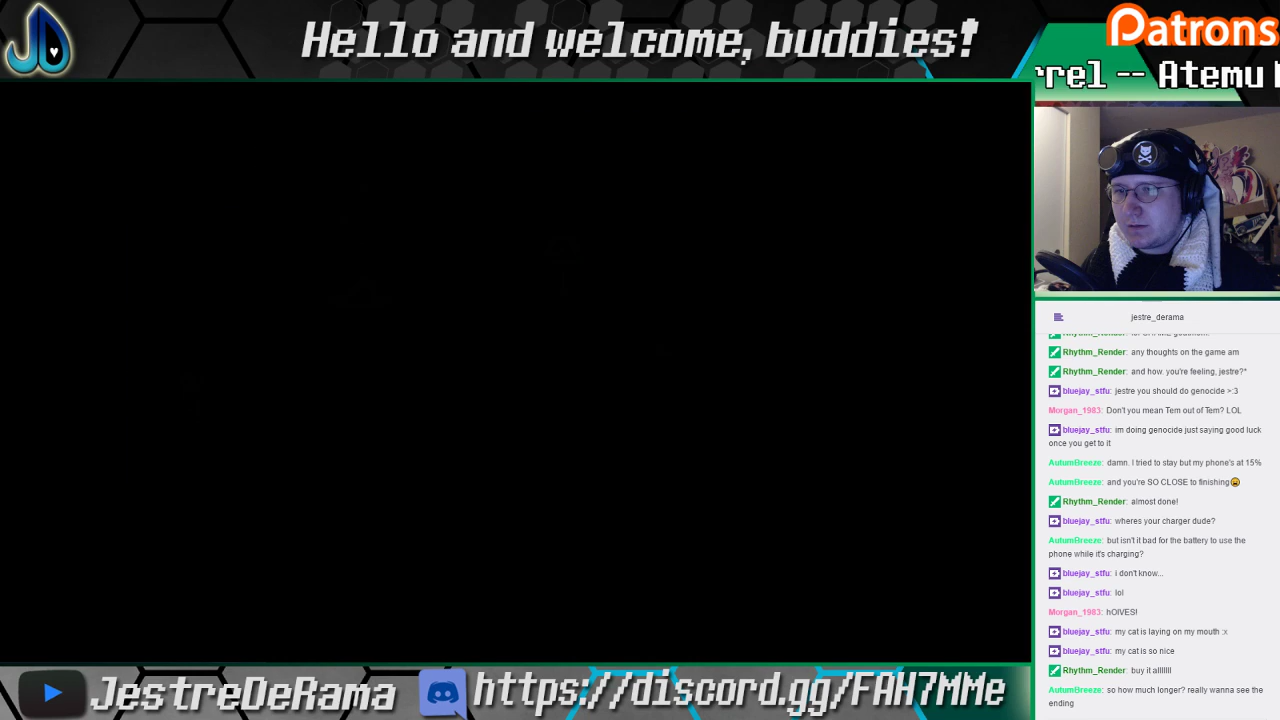 Hello and welcome, buddies!
Patrons
rrel -- Atemu
jestre_derama
Rhythm_Render: any thoughts on the game am
Rhythm_Render: and how. you're feeling, jestre?*
bluejay_stfu: jestre you should do genocide >:3
Morgan_1983: Don't you mean Tem out of Tem? LOL
bluejay_stfu: im doing genocide just saying good luck
once you get to it
AutumBreeze: damn. I tried to stay but my phone's at 15%
AutumBreeze: and you're SO CLOSE to finishing😩
Rhythm_Render: almost done!
bluejay_stfu: wheres your charger dude?
AutumBreeze: but isn't it bad for the battery to use the
phone while it's charging?
bluejay_stfu: i don't know...
bluejay_stfu: lol
Morgan_1983: hOIVES!
bluejay_stfu: my cat is laying on my mouth :x
bluejay_stfu: my cat is so nice
Rhythm_Render: buy it alllllll
AutumBreeze: so how much longer? really wanna see the
ending
JestreDeRama
https://discord.gg/FAH7MMe